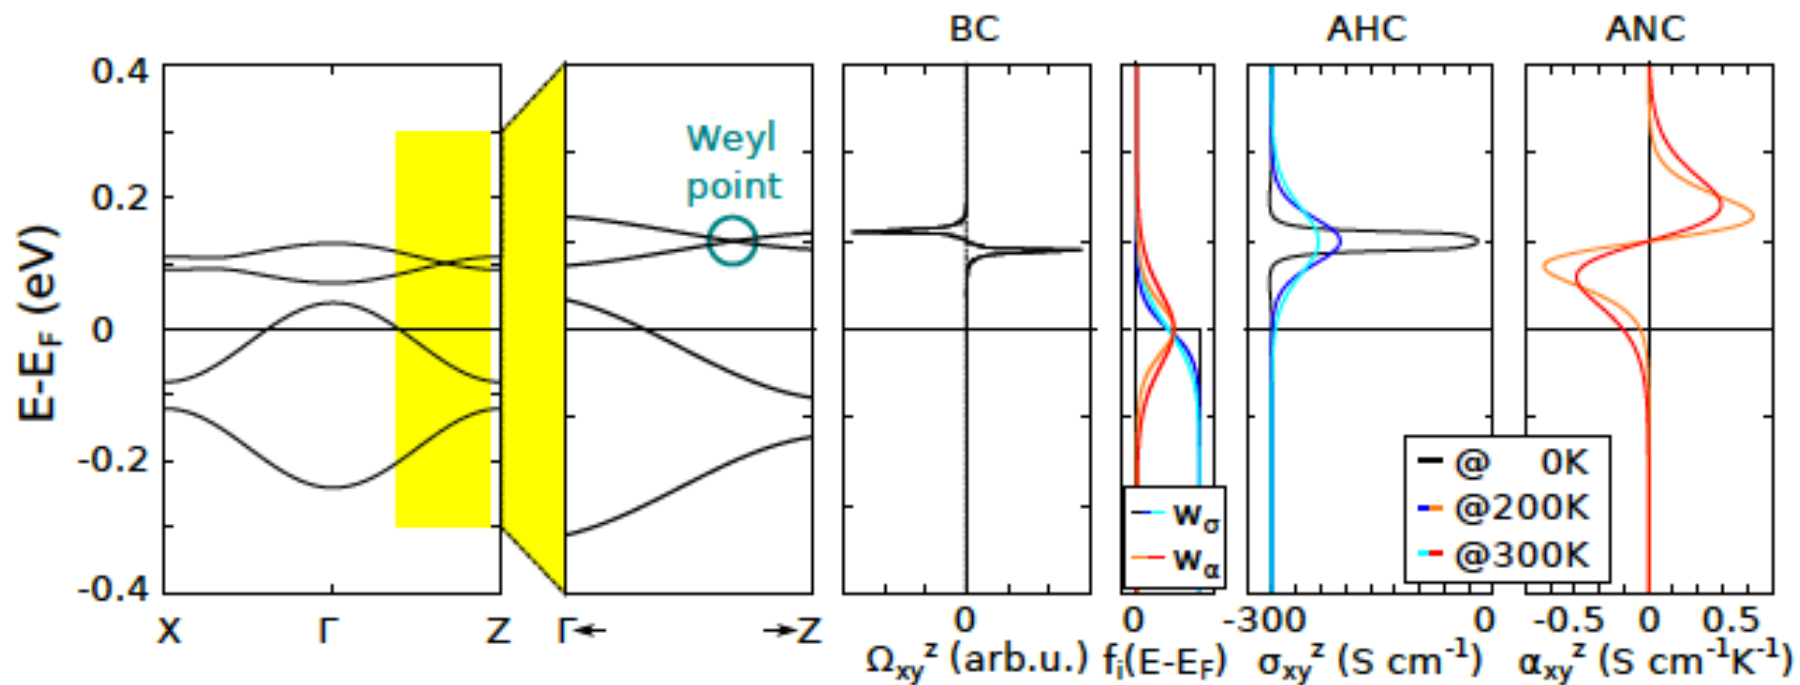 BC AHC ANC
0.4
0.2
0
-0.2
-0.4
E-E_F (eV)
Weyl
point
X Γ Z Γ← →Z
0
Ω_xy^z (arb.u.)
w_σ
w_α
0
f_i(E-E_F)
-300 0
σ_xy^z (S cm^-1)
@ 0K
@200K
@300K
-0.5 0 0.5
α_xy^z (S cm^-1K^-1)